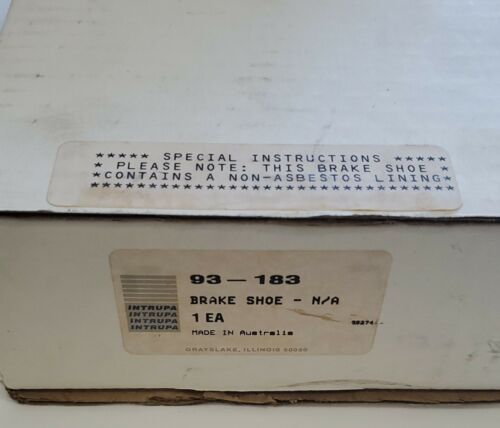 ***** SPECIAL INSTRUCTIONS *****
* PLEASE NOTE: THIS BRAKE SHOE *
*CONTAINS A NON-ASBESTOS LINING*
********************************
93-183
BRAKE SHOE - N/A
1 EA
MADE IN Australia
INTRUPA
INTRUPA
INTRUPA
GRAYSLAKE, ILLINOIS 60030